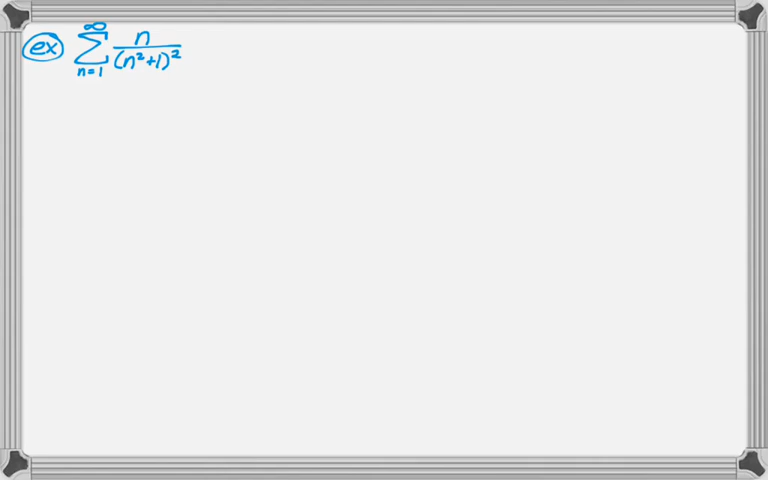 ex ∑_{n=1}^{∞} n/(n²+1)²